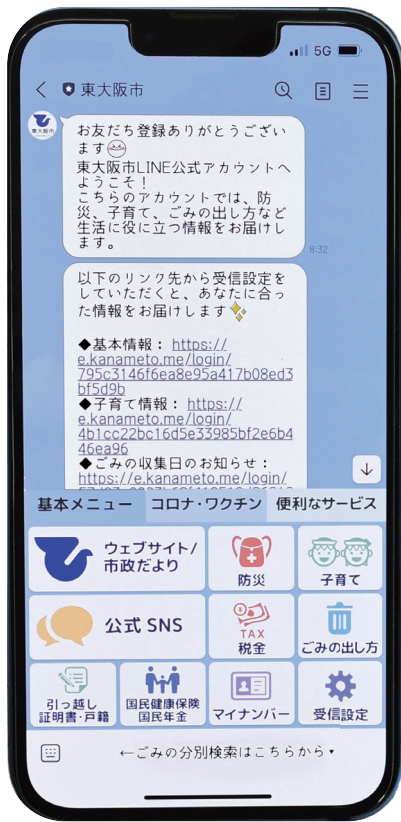 5G
東大阪市
東大阪市
お友だち登録ありがとうござい
ます
東大阪市LINE公式アカウントへ
ようこそ!
こちらのアカウントでは、防
災、子育て、ごみの出し方など
生活に役に立つ情報をお届けし
ます。
8:32
以下のリンク先から受信設定を
していただくと、あなたに合っ
た情報をお届けします✨
◆基本情報: https://
e.kanameto.me/login/
795c3146f6ea8e95a417b08ed3
bf5d9b
◆子育て情報: https://
e.kanameto.me/login/
4b1cc22bc16d5e33985bf2e6b4
46ea96
◆ごみの収集日のお知らせ:
https://e.kanameto.me/login/
基本メニュー コロナ・ワクチン 便利なサービス
ウェブサイト/
市政だより
防災
子育て
公式 SNS
TAX
税金
ごみの出し方
引っ越し
証明書・戸籍
国民健康保険
国民年金
マイナンバー
受信設定
←ごみの分別検索はこちらから▾